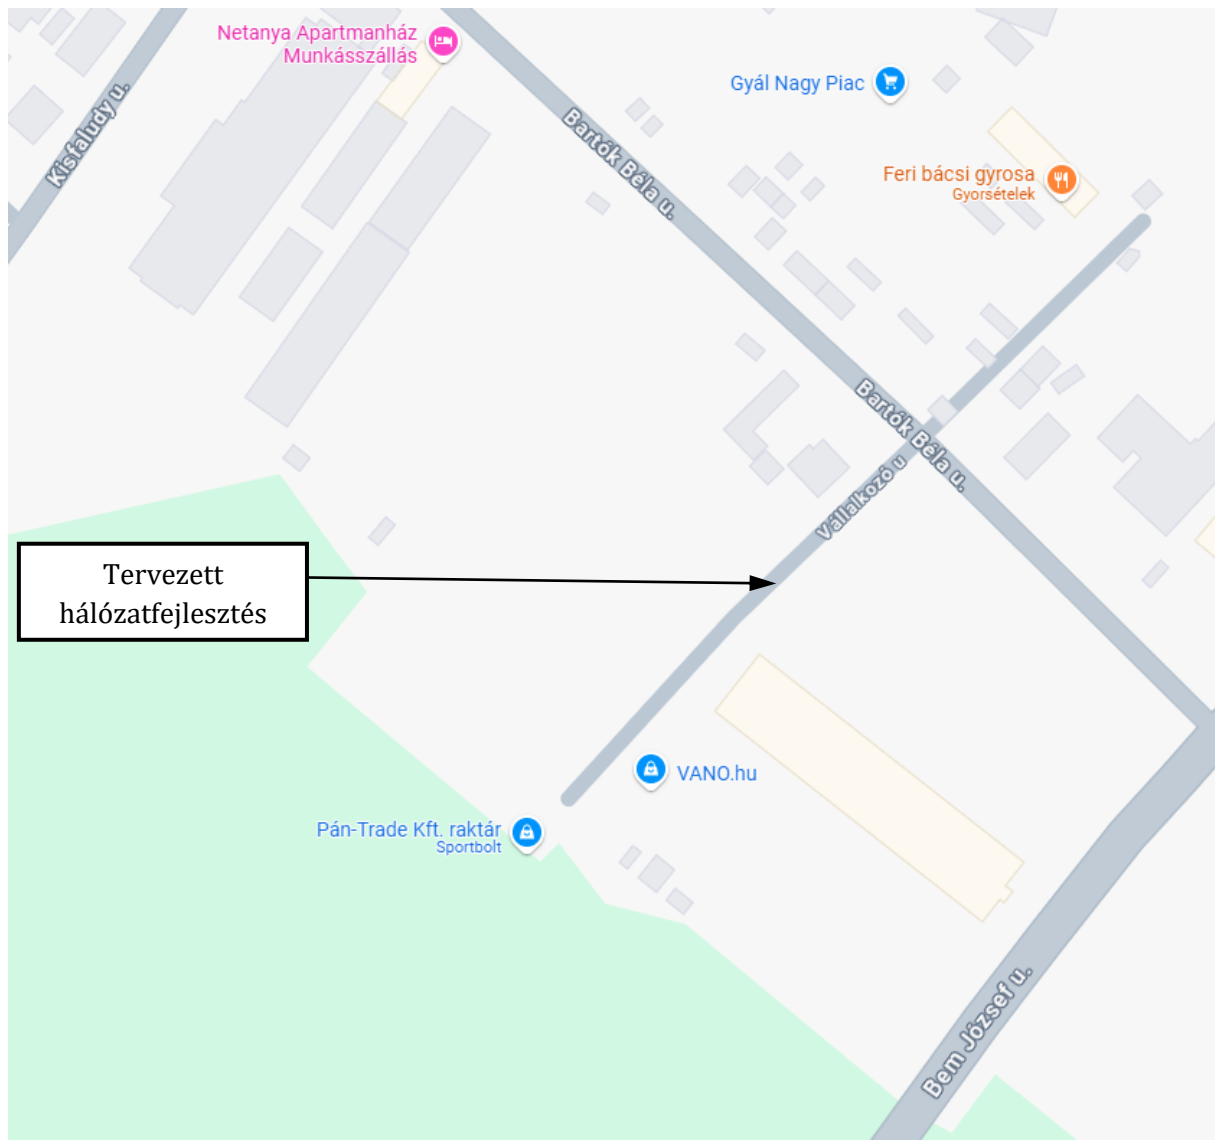 Netanya Apartmanház
Munkásszállás
Gyál Nagy Piac
Kisfaludy u.
Bartók Béla u.
Feri bácsi gyrosa
Gyorsételek
Bartók Béla u.
Vállalkozó u
Tervezett
hálózatfejlesztés
VANO.hu
Pán-Trade Kft. raktár
Sportbolt
Bem József u.